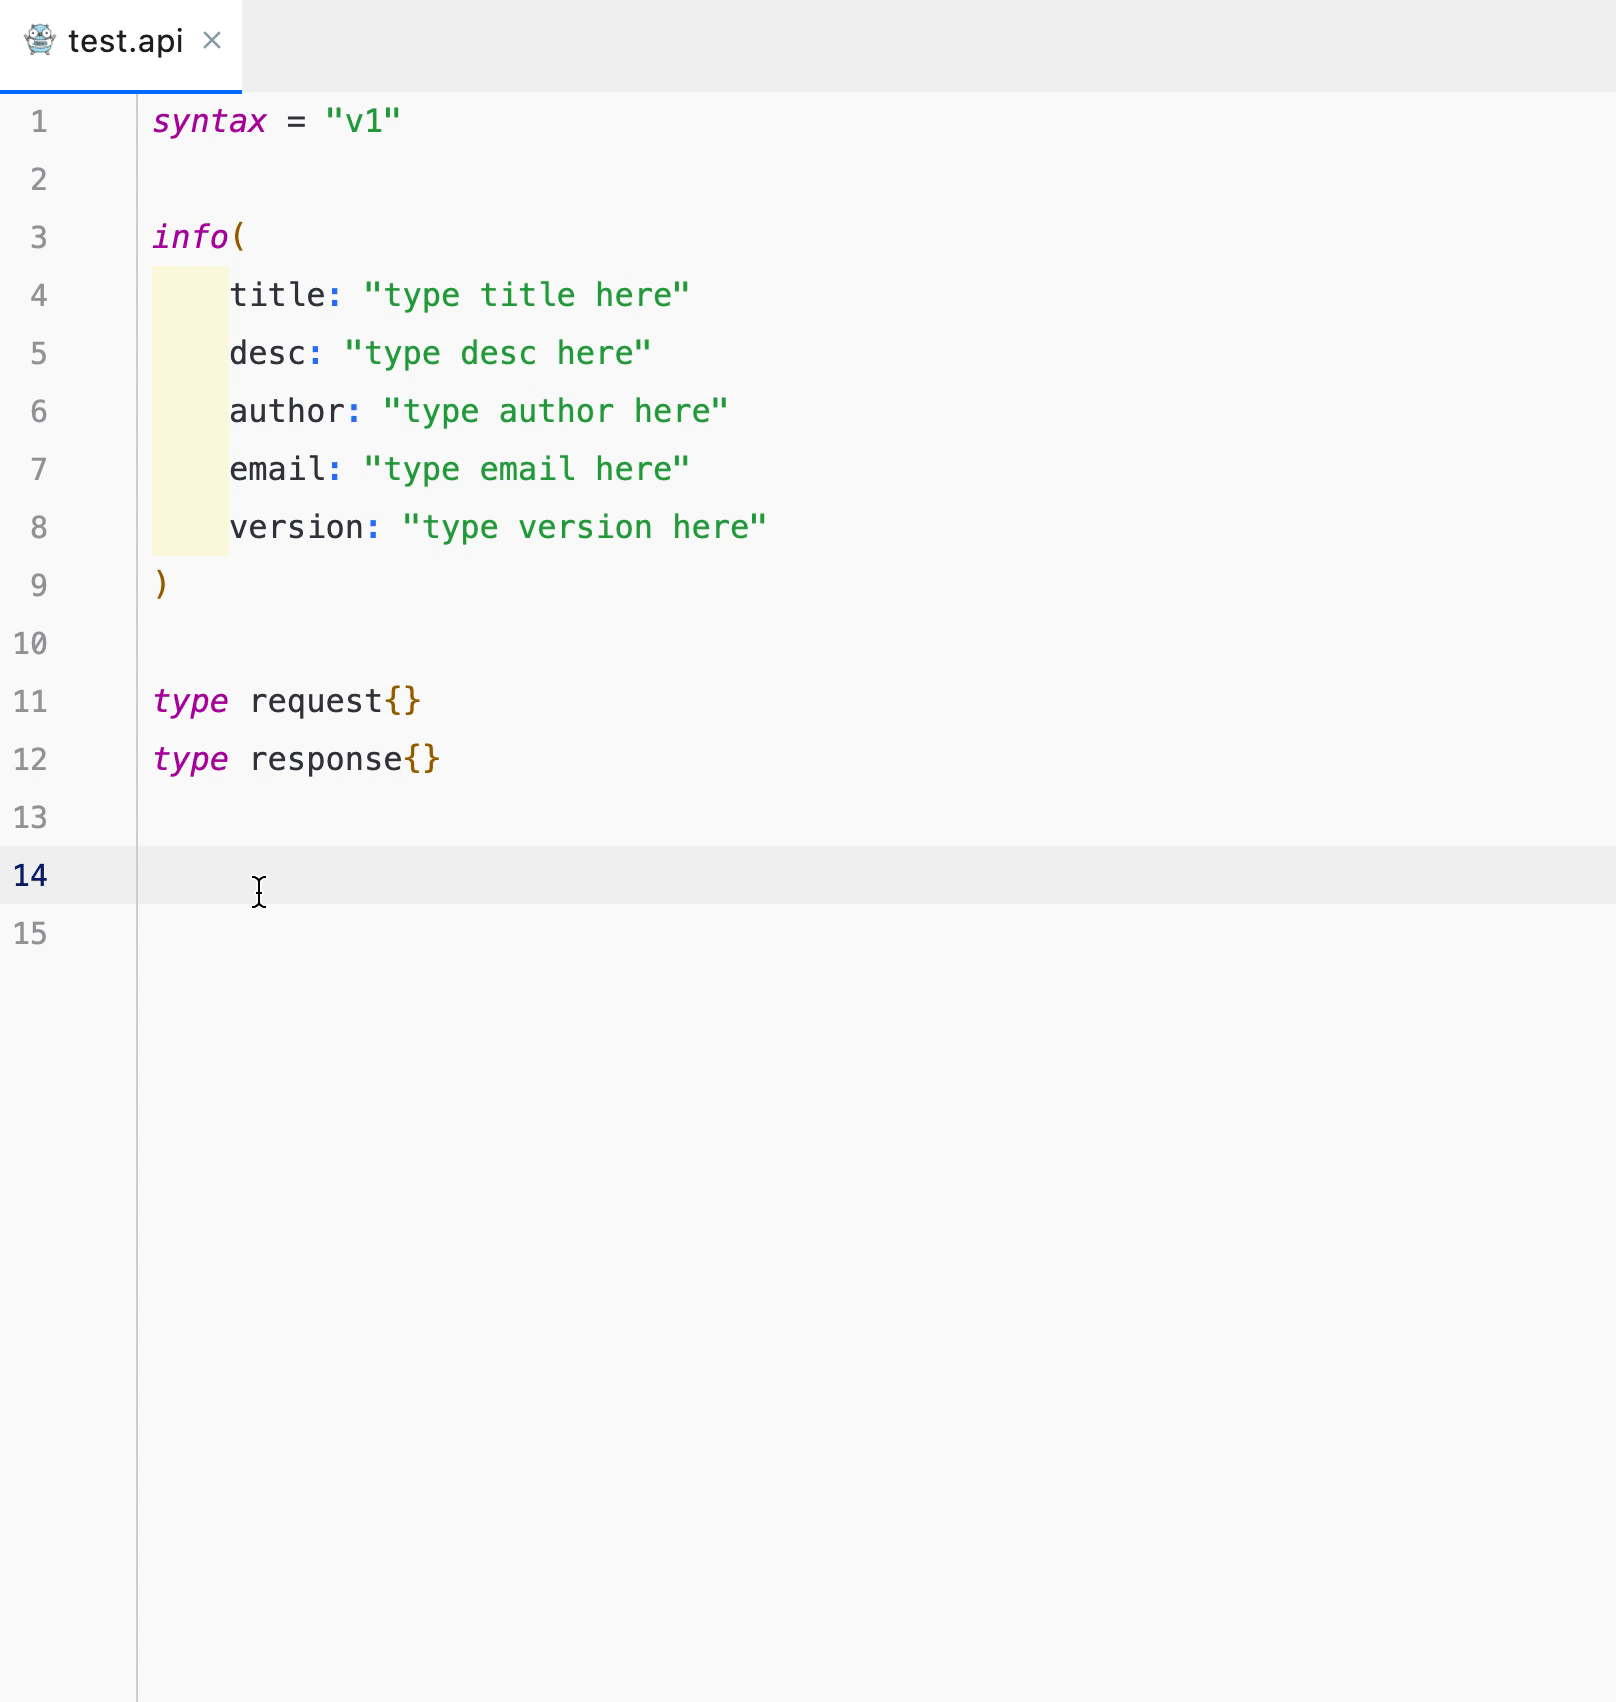 test.api
1 syntax = "v1"
2
3 info(
4     title: "type title here"
5     desc: "type desc here"
6     author: "type author here"
7     email: "type email here"
8     version: "type version here"
9 )
10
11 type request{}
12 type response{}
13
14
15